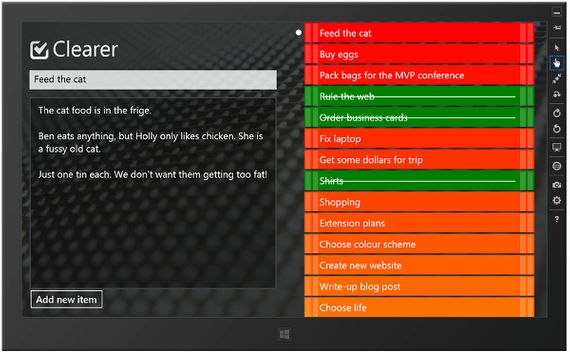 Clearer
Feed the cat
The cat food is in the frige.
Ben eats anything, but Holly only likes chicken. She is
a fussy old cat.
Just one tin each. We don't want them getting too fat!
Add new item
Feed the cat
Buy eggs
Pack bags for the MVP conference
Rule the web
Order business cards
Fix laptop
Get some dollars for trip
Shirts
Shopping
Extension plans
Choose colour scheme
Create new website
Write-up blog post
Choose life
?